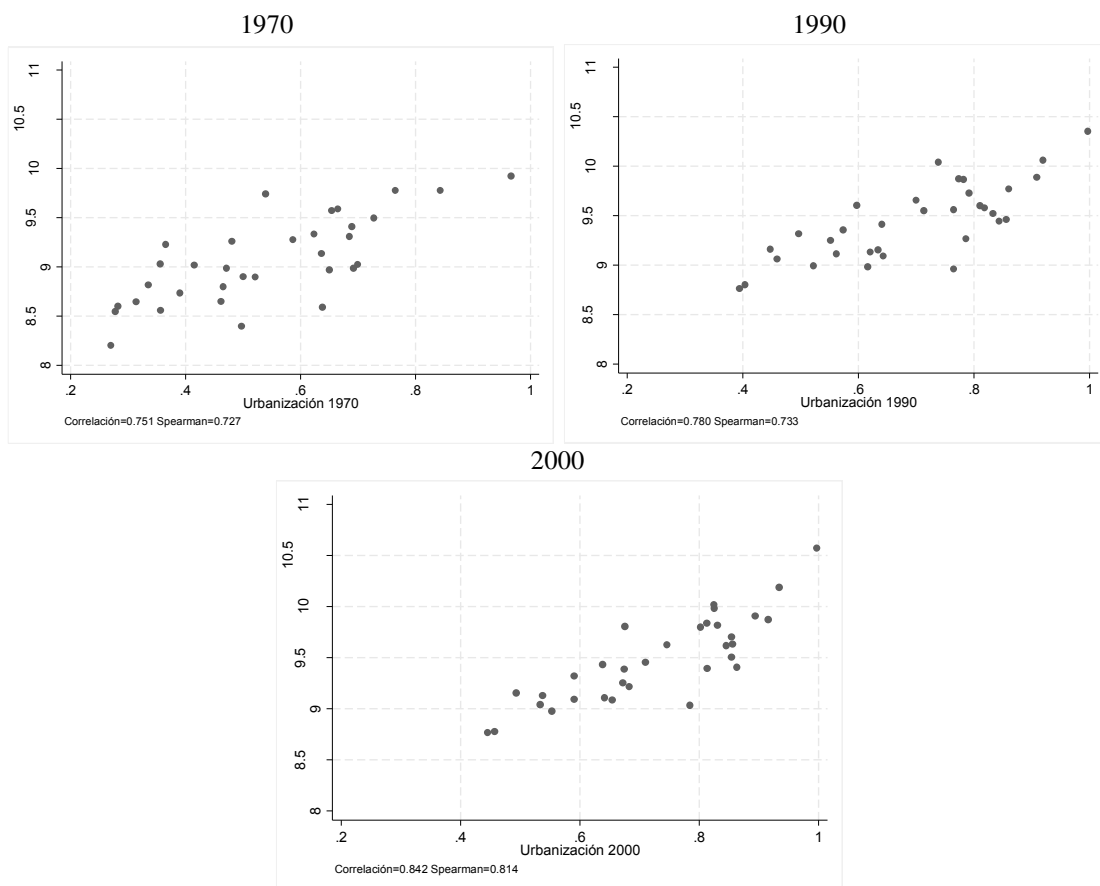 1970
11
10.5
10
9.5
9
8.5
8
.2 .4 .6 .8 1
Urbanización 1970
Correlación=0.751 Spearman=0.727
1990
11
10.5
10
9.5
9
8.5
8
.2 .4 .6 .8 1
Urbanización 1990
Correlación=0.780 Spearman=0.733
2000
11
10.5
10
9.5
9
8.5
8
.2 .4 .6 .8 1
Urbanización 2000
Correlación=0.842 Spearman=0.814